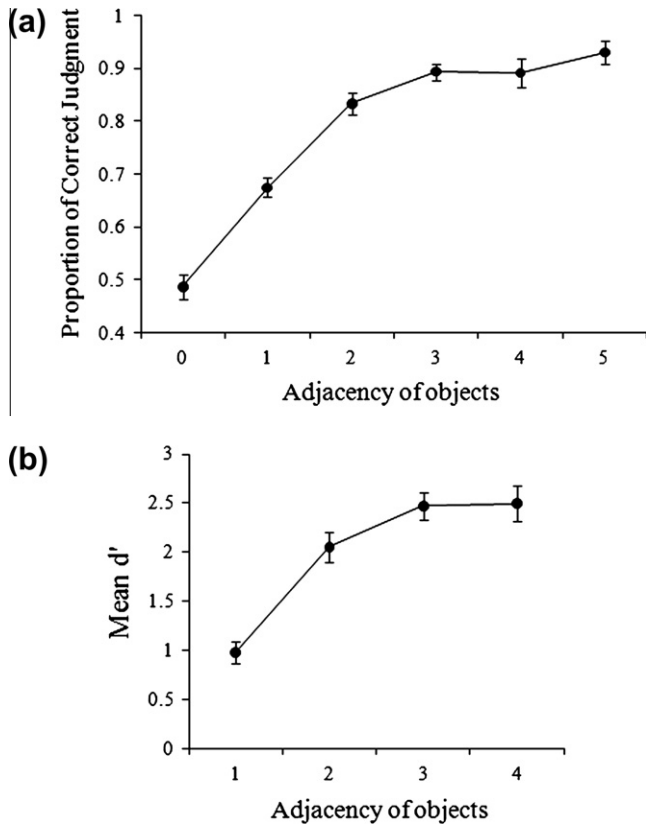 (a)
Proportion of Correct Judgment
1
0.9
0.8
0.7
0.6
0.5
0.4
0 1 2 3 4 5
Adjacency of objects
(b)
Mean d'
3
2.5
2
1.5
1
0.5
0
1 2 3 4
Adjacency of objects